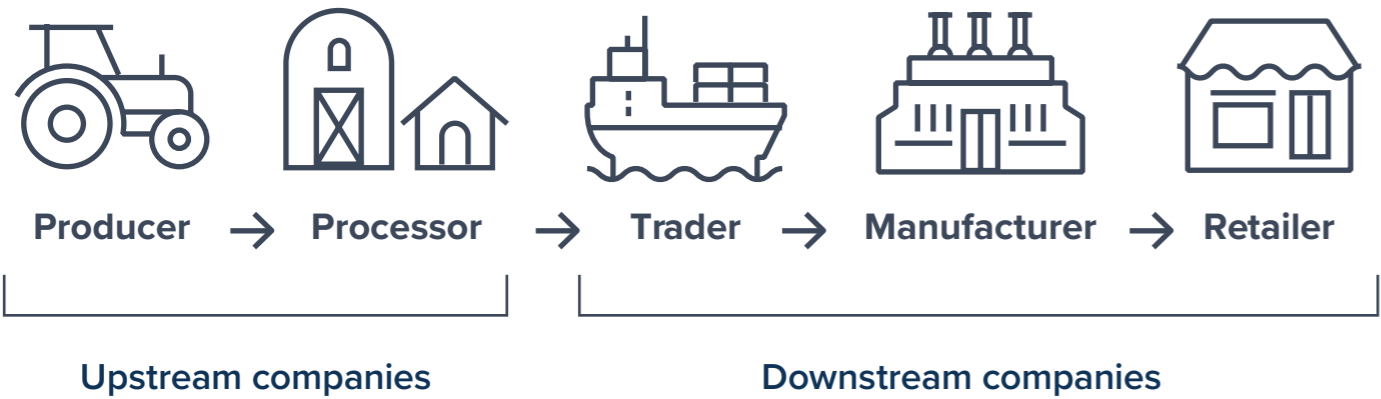 Producer → Processor → Trader → Manufacturer → Retailer
Upstream companies
Downstream companies